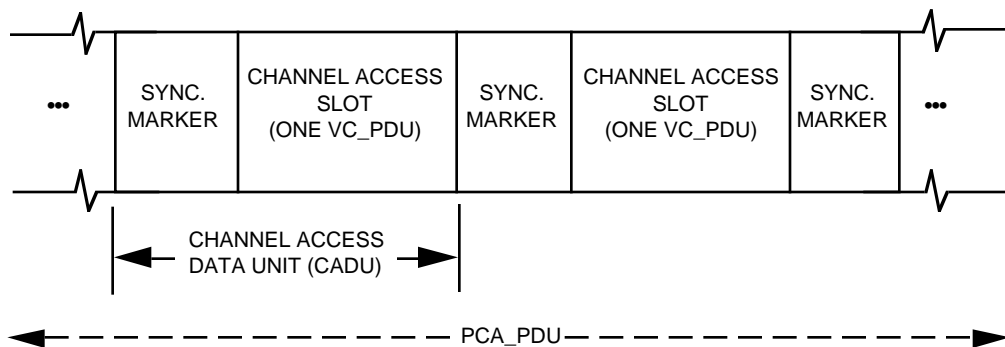 •••
SYNC.
MARKER
CHANNEL ACCESS
SLOT
(ONE VC_PDU)
SYNC.
MARKER
CHANNEL ACCESS
SLOT
(ONE VC_PDU)
SYNC.
MARKER
•••
CHANNEL ACCESS
DATA UNIT (CADU)
PCA_PDU